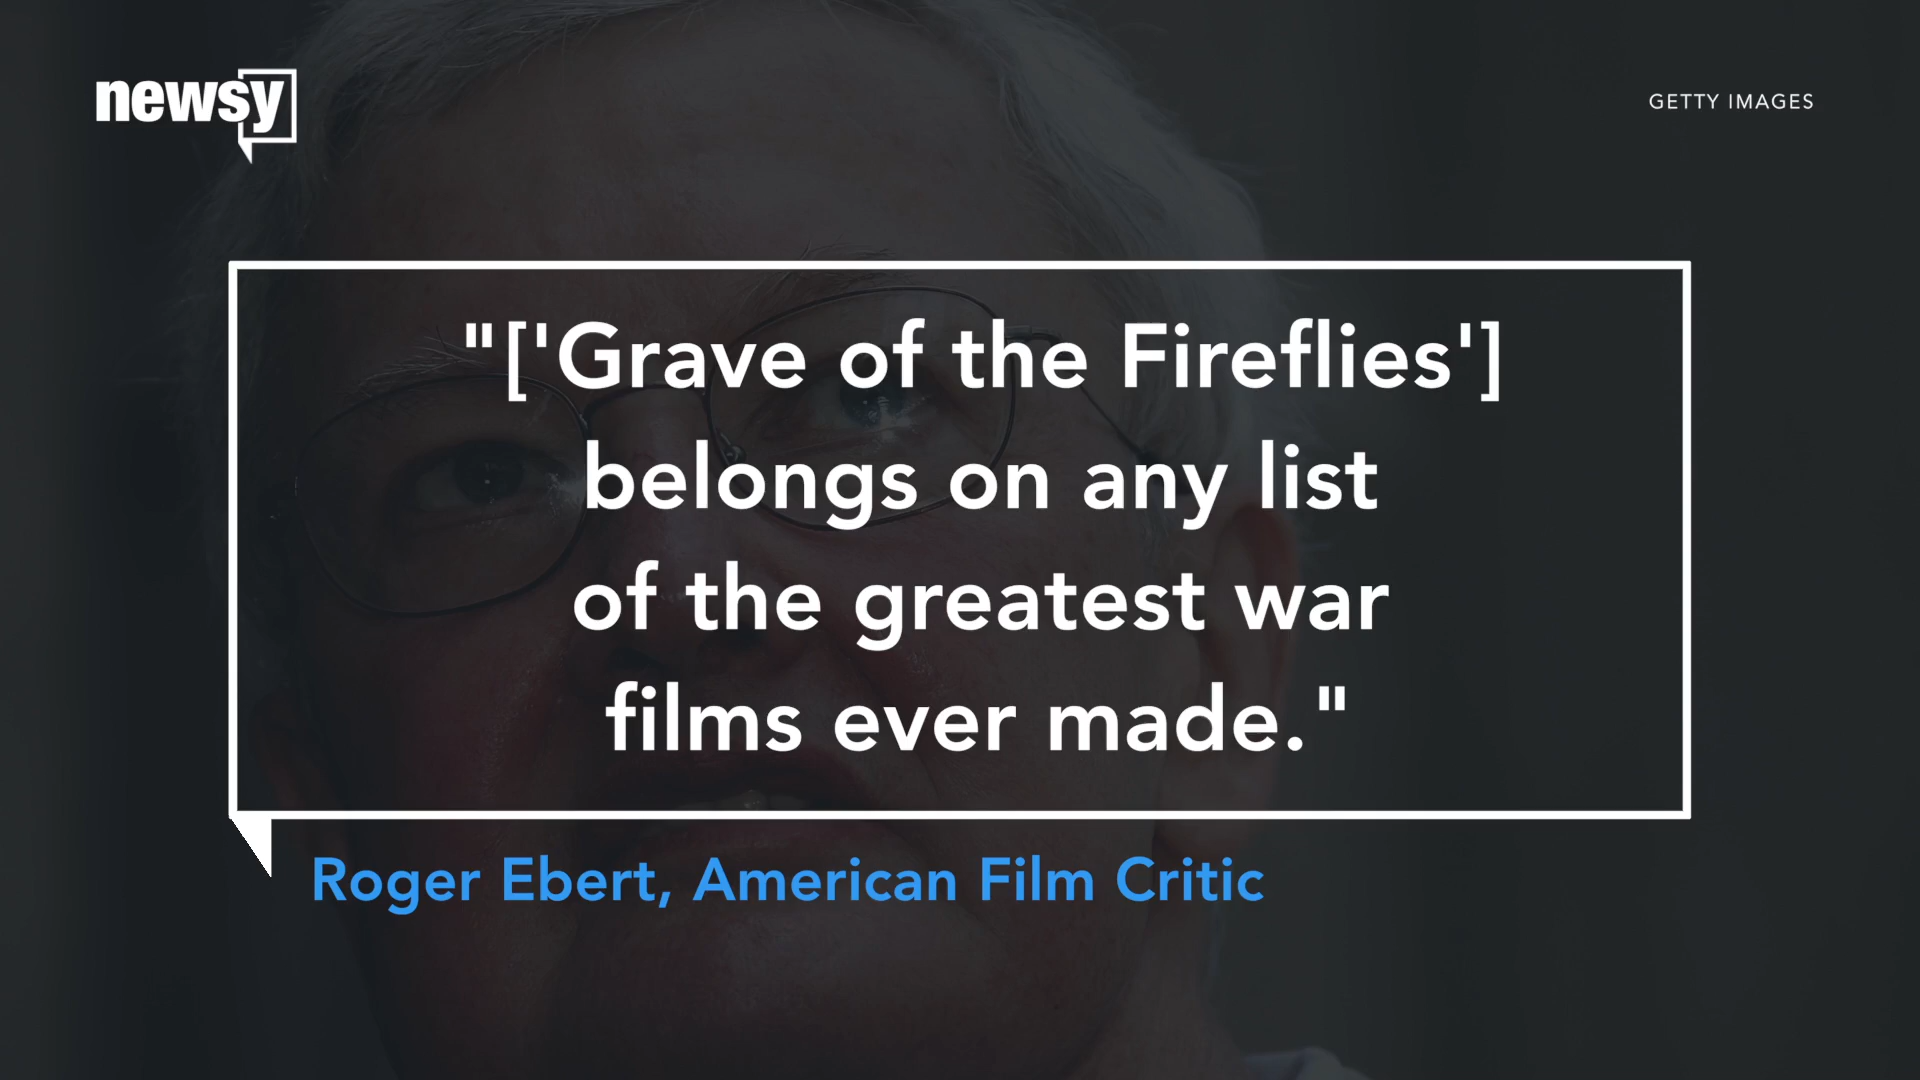 newsy
GETTY IMAGES
"['Grave of the Fireflies']
belongs on any list
of the greatest war
films ever made."
Roger Ebert, American Film Critic